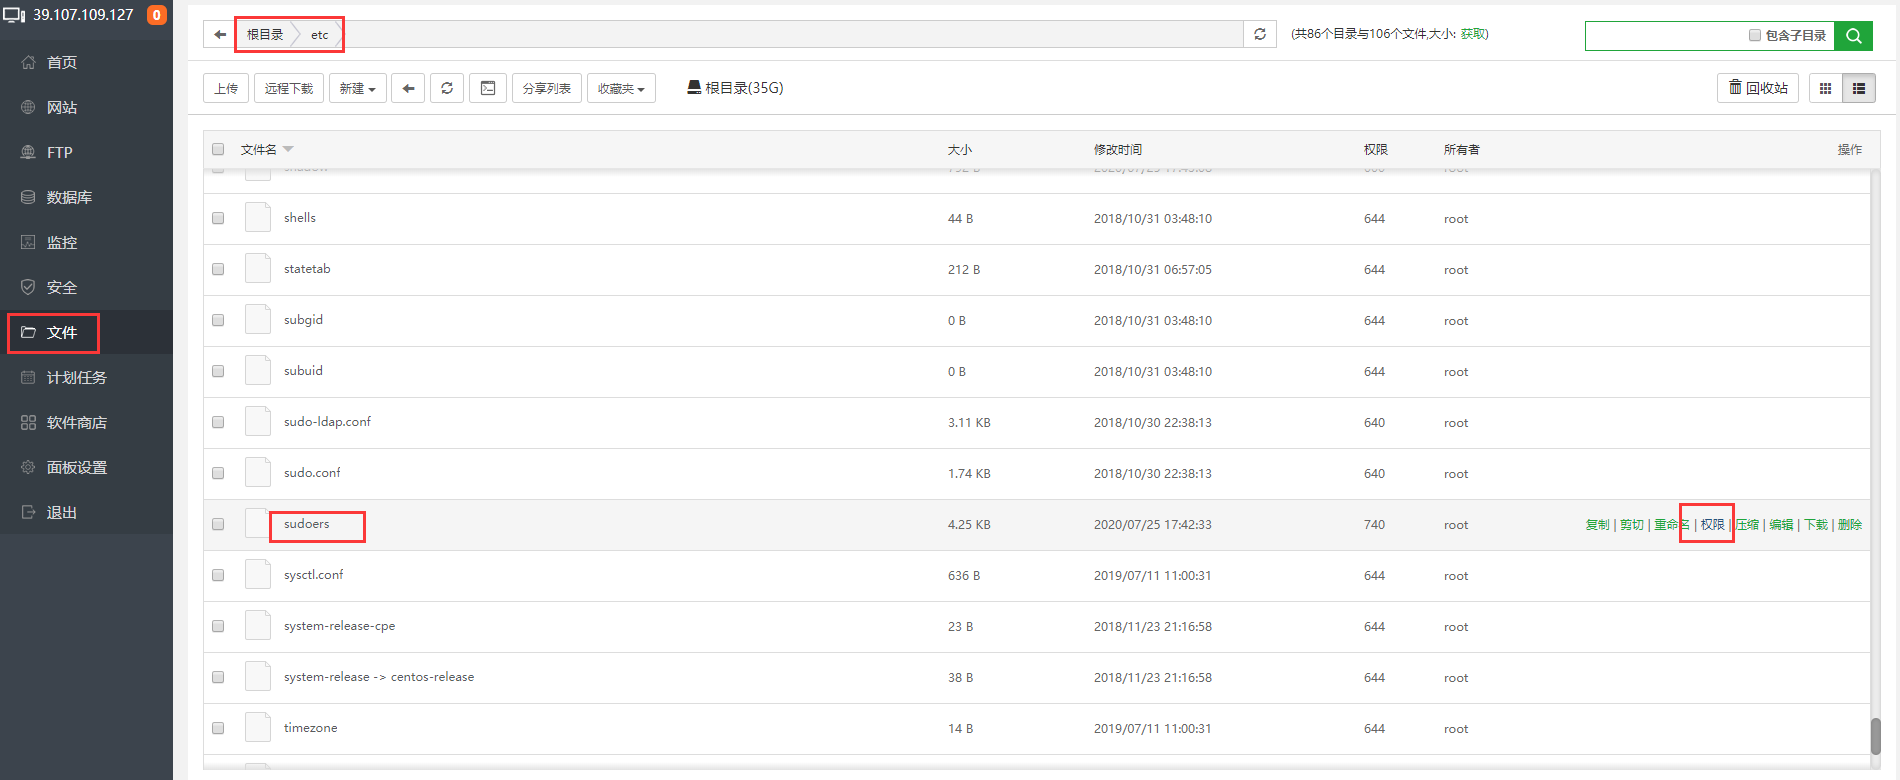 39.107.109.127 0
首页
网站
FTP
数据库
监控
安全
文件
计划任务
软件商店
面板设置
退出
根目录 etc (共86个目录与106个文件,大小: 获取) 包含子目录
上传 远程下载 新建 分享列表 收藏夹 根目录(35G) 回收站
文件名 大小 修改时间 权限 所有者 操作
shells 44 B 2018/10/31 03:48:10 644 root
statetab 212 B 2018/10/31 06:57:05 644 root
subgid 0 B 2018/10/31 03:48:10 644 root
subuid 0 B 2018/10/31 03:48:10 644 root
sudo-ldap.conf 3.11 KB 2018/10/30 22:38:13 640 root
sudo.conf 1.74 KB 2018/10/30 22:38:13 640 root
sudoers 4.25 KB 2020/07/25 17:42:33 740 root 复制 | 剪切 | 重命名 | 权限 | 压缩 | 编辑 | 下载 | 删除
sysctl.conf 636 B 2019/07/11 11:00:31 644 root
system-release-cpe 23 B 2018/11/23 21:16:58 644 root
system-release -> centos-release 38 B 2018/11/23 21:16:58 644 root
timezone 14 B 2019/07/11 11:00:31 644 root